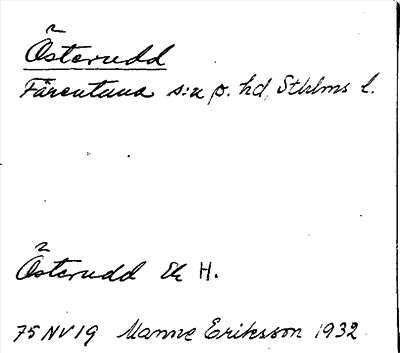 Österudd
Färentuna s:n o. hd, Sthlms l.
Österudd Ek H.
75 NV 19 Manne Eriksson 1932